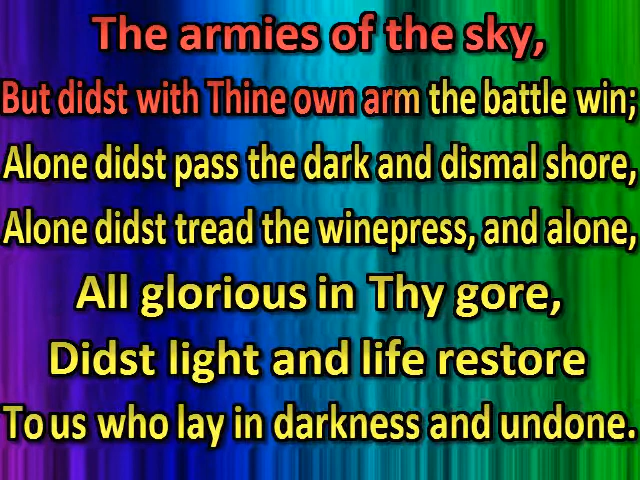 The armies of the sky,
But didst with Thine own arm the battle win;
Alone didst pass the dark and dismal shore,
Alone didst tread the winepress, and alone,
All glorious in Thy gore,
Didst light and life restore
To us who lay in darkness and undone.